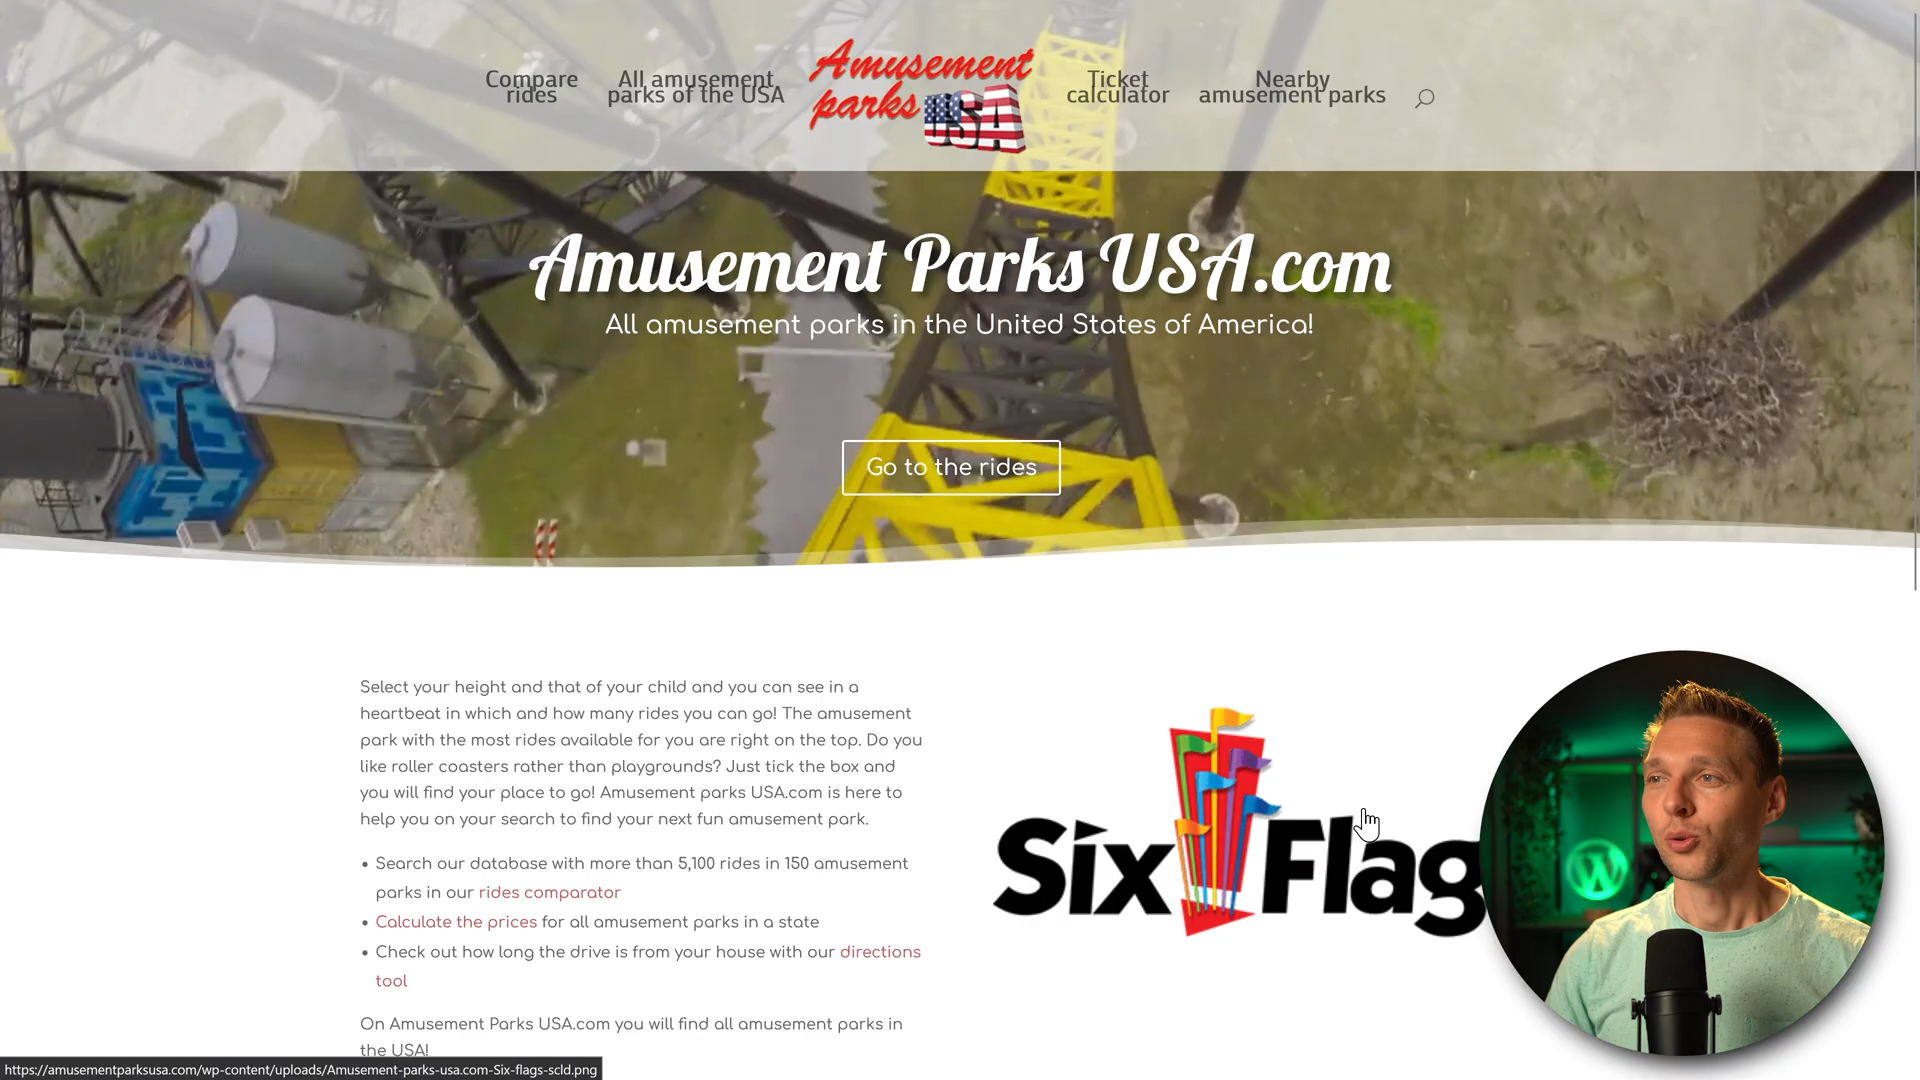 Compare
rides
All amusement
parks of the USA
Amusement
parks
USA
Ticket
calculator
Nearby
amusement parks
Amusement Parks USA.com
All amusement parks in the United States of America!
Go to the rides
Select your height and that of your child and you can see in a
heartbeat in which and how many rides you can go! The amusement
park with the most rides available for you are right on the top. Do you
like roller coasters rather than playgrounds? Just tick the box and
you will find your place to go! Amusement parks USA.com is here to
help you on your search to find your next fun amusement park.
• Search our database with more than 5,100 rides in 150 amusement
parks in our rides comparator
• Calculate the prices for all amusement parks in a state
• Check out how long the drive is from your house with our directions
tool
On Amusement Parks USA.com you will find all amusement parks in
the USA!
Six Flag
https://amusementparksusa.com/wp-content/uploads/Amusement-parks-usa.com-Six-flags-scld.png